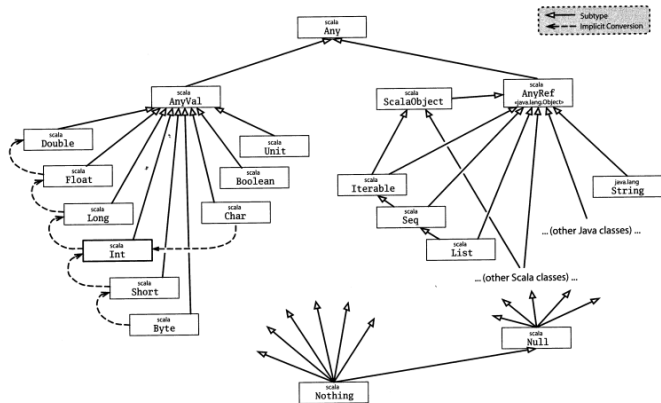 Subtype
Implicit Conversion
scala
Any
scala
AnyVal
scala
ScalaObject
scala
AnyRef
<java.lang.Object>
scala
Double
scala
Unit
scala
Float
scala
Boolean
scala
Iterable
java.lang
String
scala
Long
scala
Char
scala
Seq
scala
Int
scala
List
... (other Java classes) ...
scala
Short
... (other Scala classes) ...
scala
Byte
scala
Null
scala
Nothing